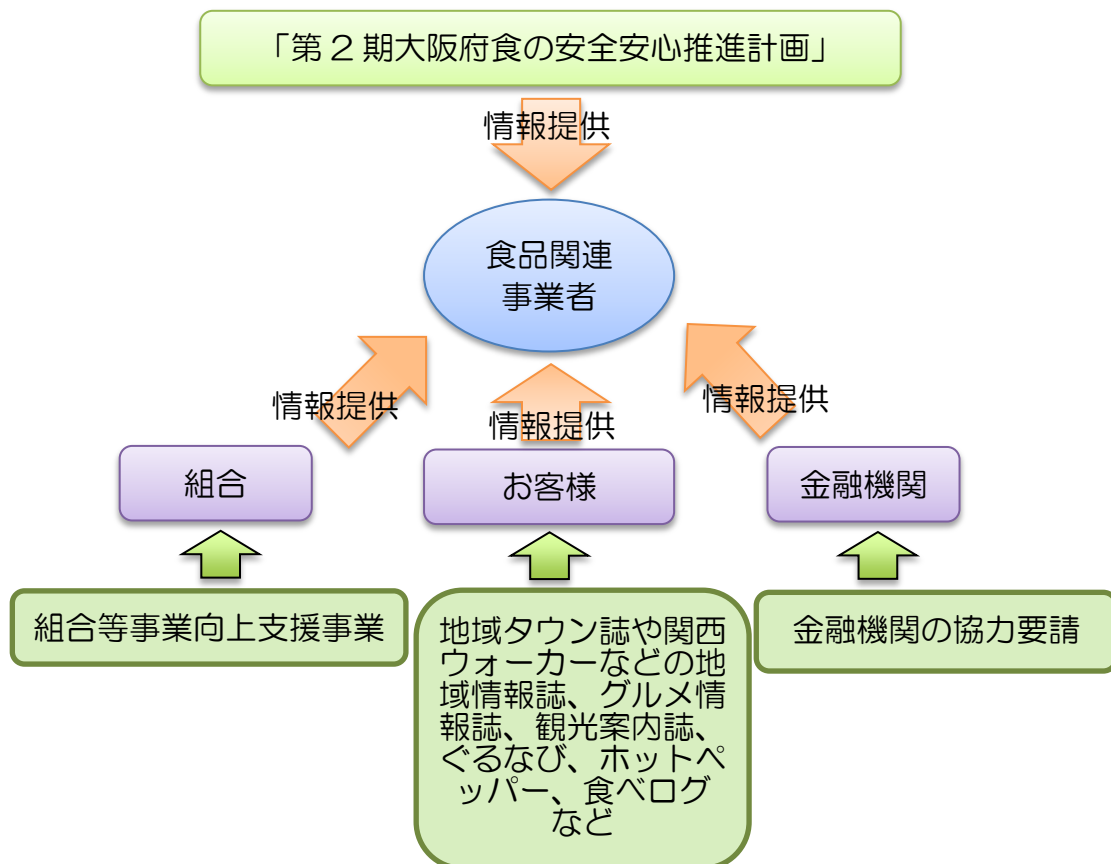 「第2期大阪府食の安全安心推進計画」
情報提供
食品関連
事業者
情報提供
情報提供
情報提供
組合
お客様
金融機関
組合等事業向上支援事業
地域タウン誌や関西
ウォーカーなどの地
域情報誌、グルメ情
報誌、観光案内誌、
ぐるなび、ホットペ
ッパー、食べログ
など
金融機関の協力要請